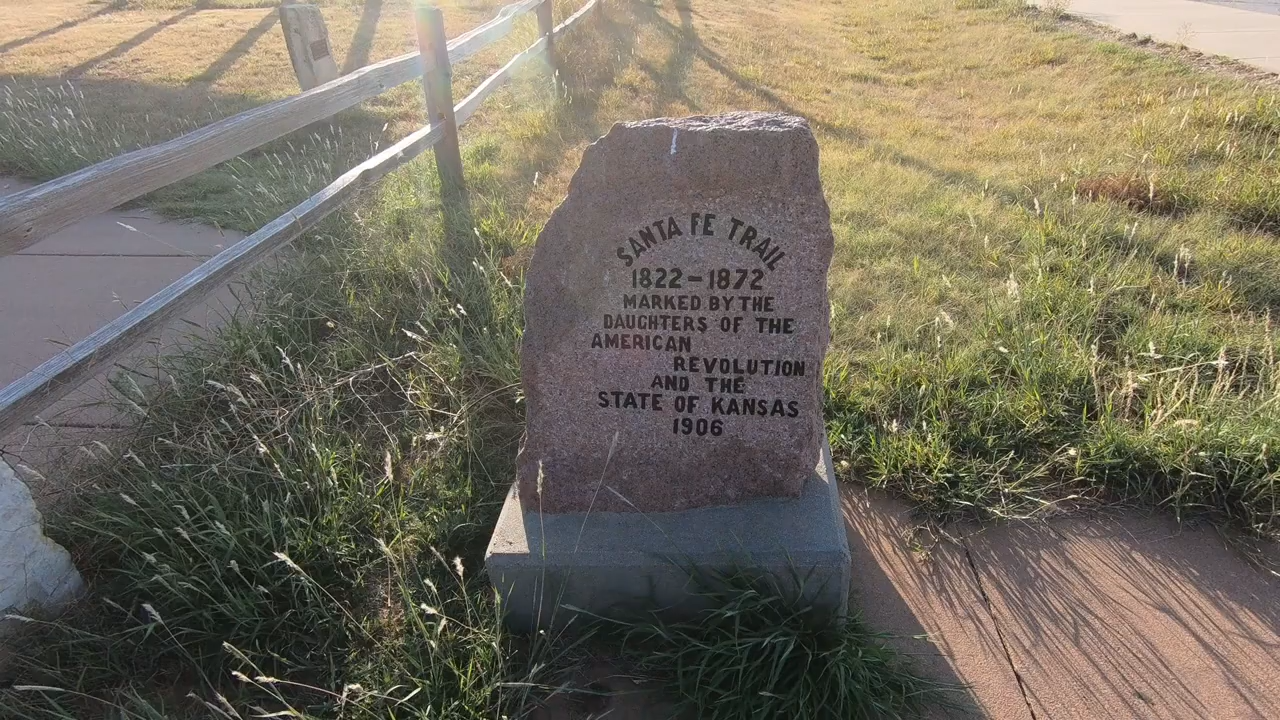 SANTA FE TRAIL
1822-1872
MARKED BY THE
DAUGHTERS OF THE
AMERICAN
REVOLUTION
AND THE
STATE OF KANSAS
1906